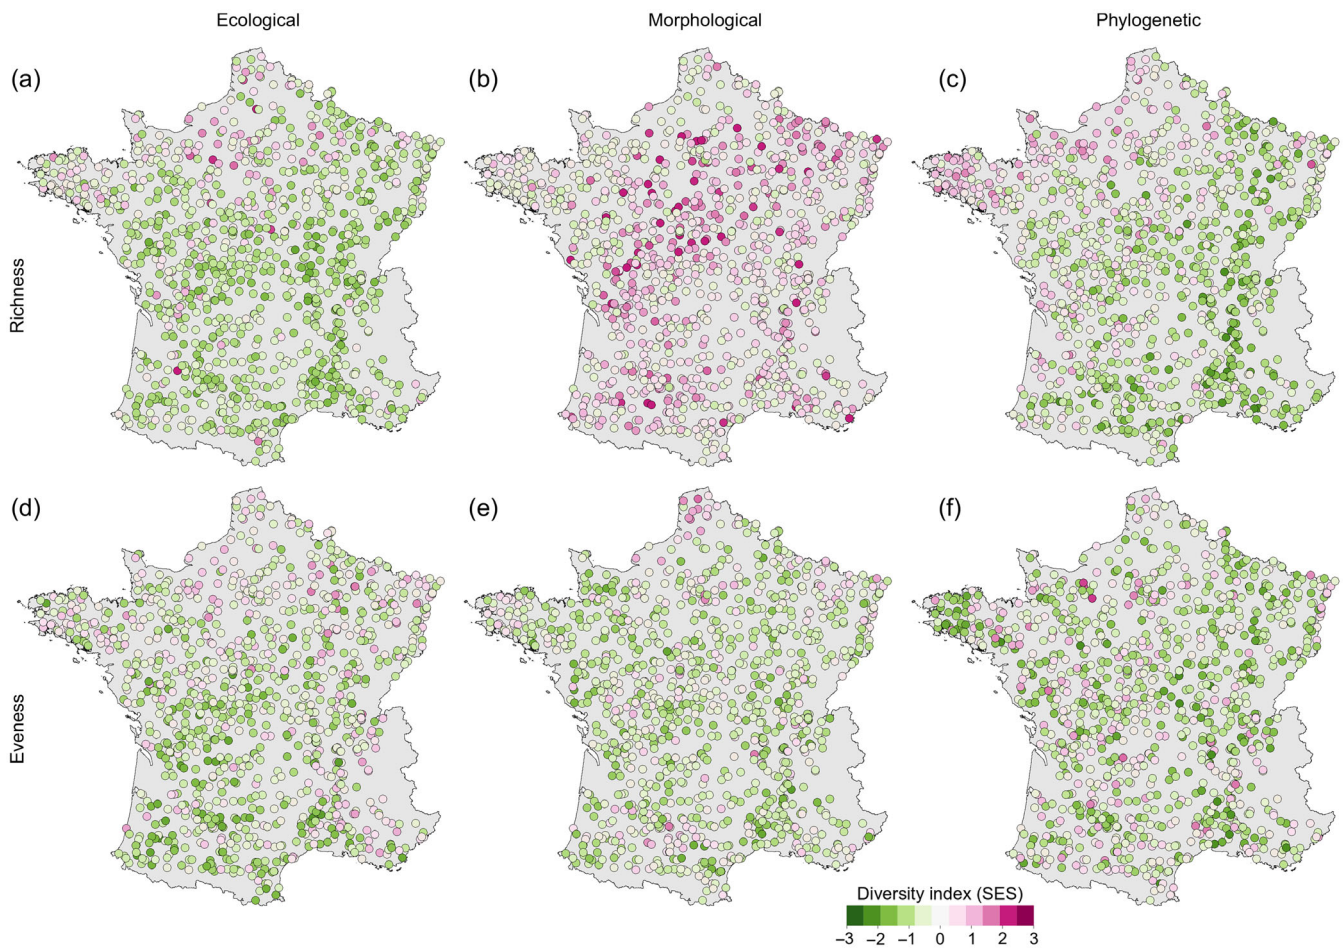 Ecological Morphological Phylogenetic
(a) (b) (c)
Richness
(d) (e) (f)
Eveness
Diversity index (SES)
−3 −2 −1 0 1 2 3